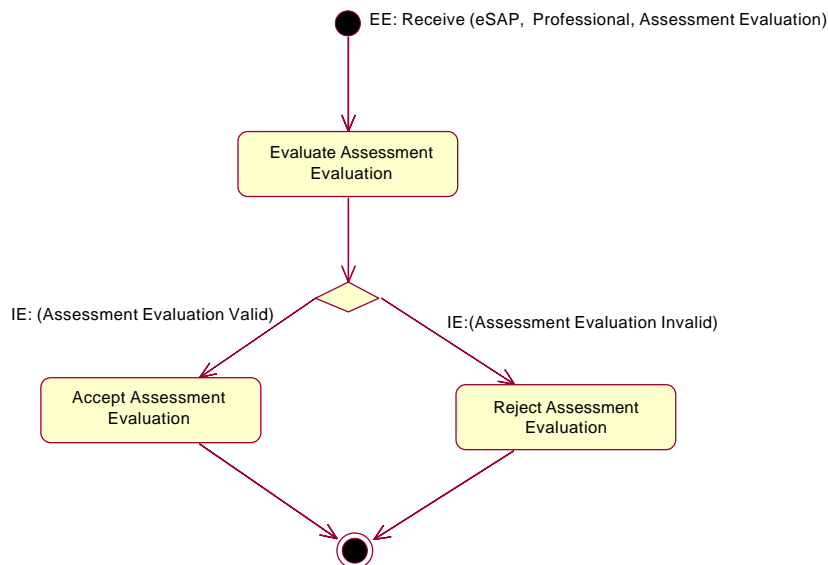 EE: Receive (eSAP, Professional, Assessment Evaluation)
Evaluate Assessment
Evaluation
IE: (Assessment Evaluation Valid)
IE:(Assessment Evaluation Invalid)
Accept Assessment
Evaluation
Reject Assessment
Evaluation